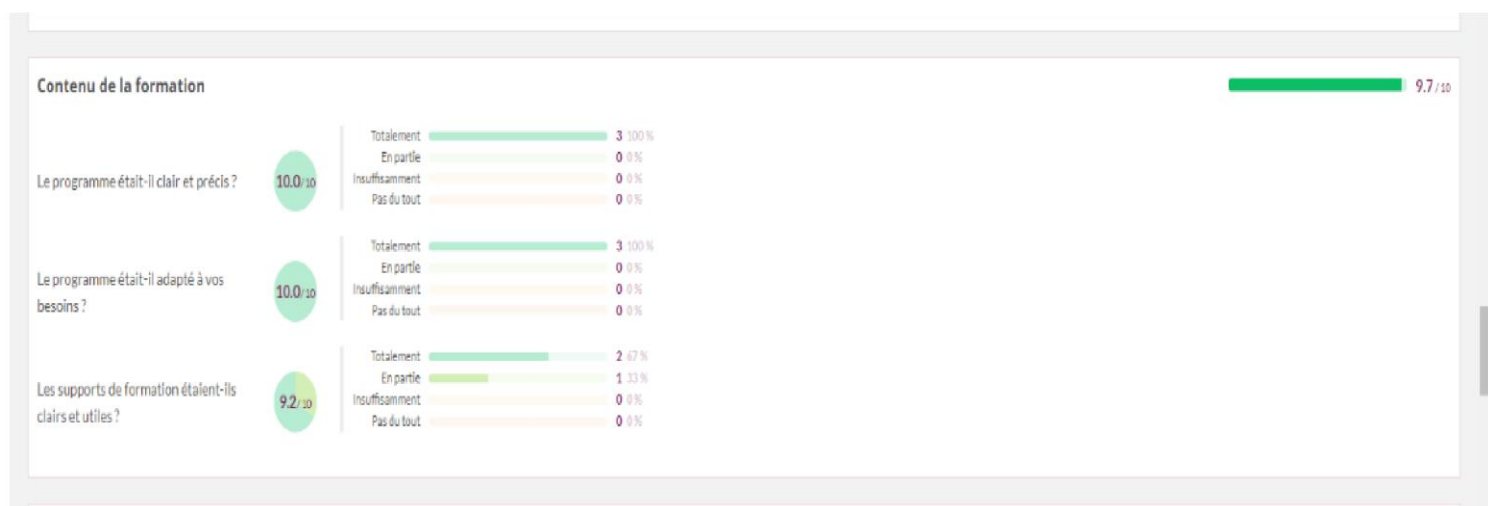 Contenu de la formation
9.7 / 10
Le programme était-il clair et précis ?
10.0 / 10
Totalement 3 100 %
En partie 0 0 %
Insuffisamment 0 0 %
Pas du tout 0 0 %
Le programme était-il adapté à vos
besoins ?
10.0 / 10
Totalement 3 100 %
En partie 0 0 %
Insuffisamment 0 0 %
Pas du tout 0 0 %
Les supports de formation étaient-ils
clairs et utiles ?
9.2 / 10
Totalement 2 67 %
En partie 1 33 %
Insuffisamment 0 0 %
Pas du tout 0 0 %